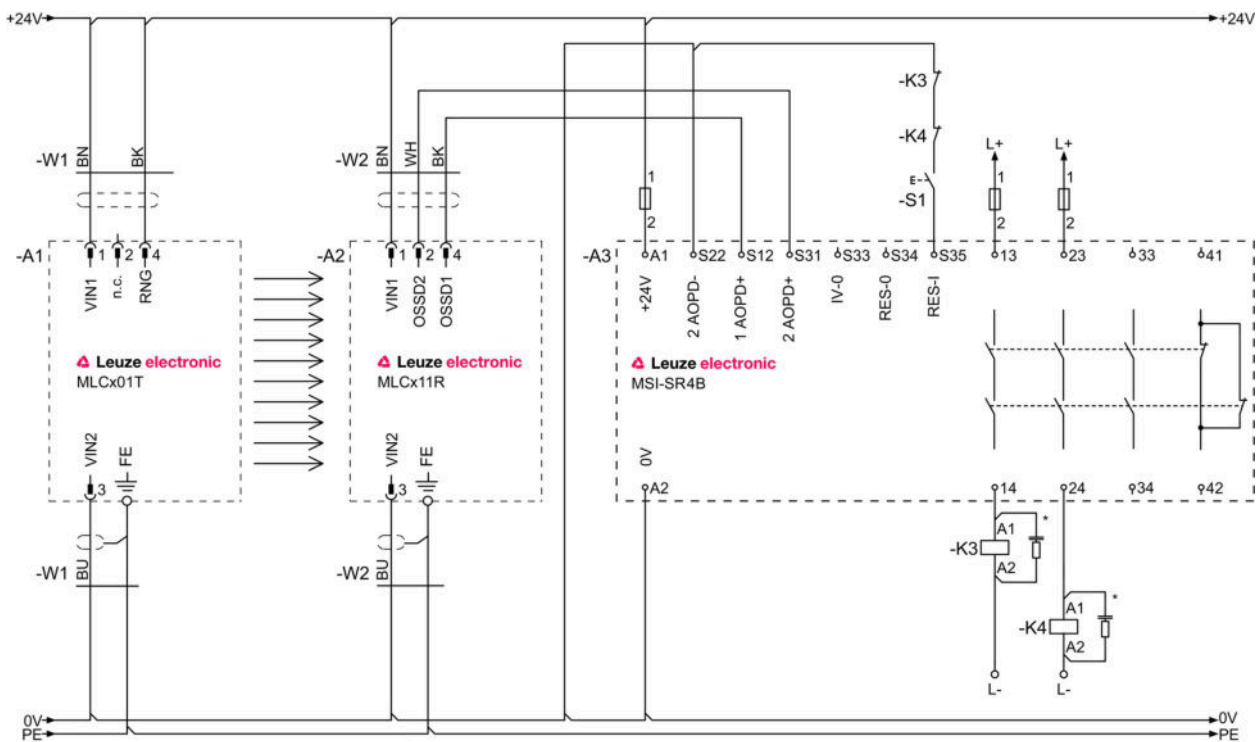 +24V
+24V
-K3
-K4
E
-S1
-W1
BN
BK
-W2
BN
WH
BK
L+
L+
1
2
1
2
1
2
-A1
1
2
4
VIN1
n.c.
RNG
Leuze electronic
MLCx01T
VIN2
FE
3
-A2
1
2
4
VIN1
OSSD2
OSSD1
Leuze electronic
MLCx11R
VIN2
FE
3
-A3
A1
S22
S12
S31
S33
S34
S35
13
23
33
41
+24V
2 AOPD-
1 AOPD+
2 AOPD+
IV-0
RES-0
RES-I
Leuze electronic
MSI-SR4B
0V
A2
14
24
34
42
-W1
BU
-W2
BU
-K3
A1
A2
*
-K4
A1
A2
*
L-
L-
0V
PE
0V
PE